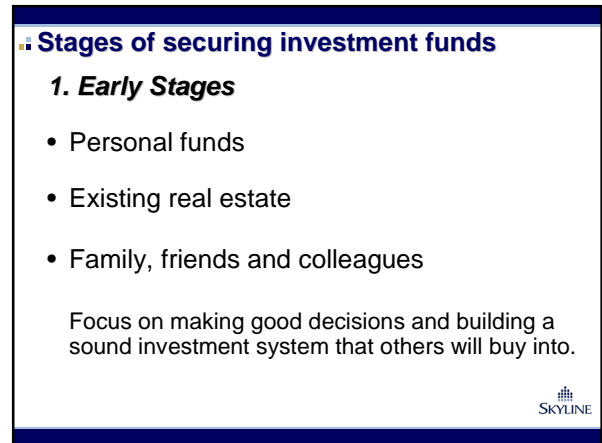 Stages of securing investment funds
1. Early Stages
• Personal funds
• Existing real estate
• Family, friends and colleagues
Focus on making good decisions and building a
sound investment system that others will buy into.
SKYLINE